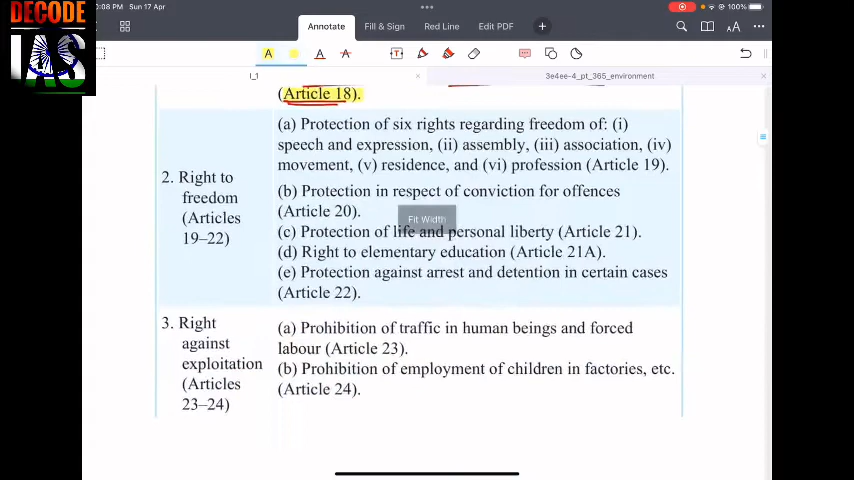 DECODE
IAS
:08 PM Sun 17 Apr
100%
Annotate
Fill & Sign
Red Line
Edit PDF
AA
A
A
A
T
I_1
3e4ee-4_pt_365_environment
(Article 18).
2. Right to
freedom
(Articles
19–22)
(a) Protection of six rights regarding freedom of: (i)
speech and expression, (ii) assembly, (iii) association, (iv)
movement, (v) residence, and (vi) profession (Article 19).
(b) Protection in respect of conviction for offences
(Article 20).
Fit Width
(c) Protection of life and personal liberty (Article 21).
(d) Right to elementary education (Article 21A).
(e) Protection against arrest and detention in certain cases
(Article 22).
3. Right
against
exploitation
(Articles
23–24)
(a) Prohibition of traffic in human beings and forced
labour (Article 23).
(b) Prohibition of employment of children in factories, etc.
(Article 24).